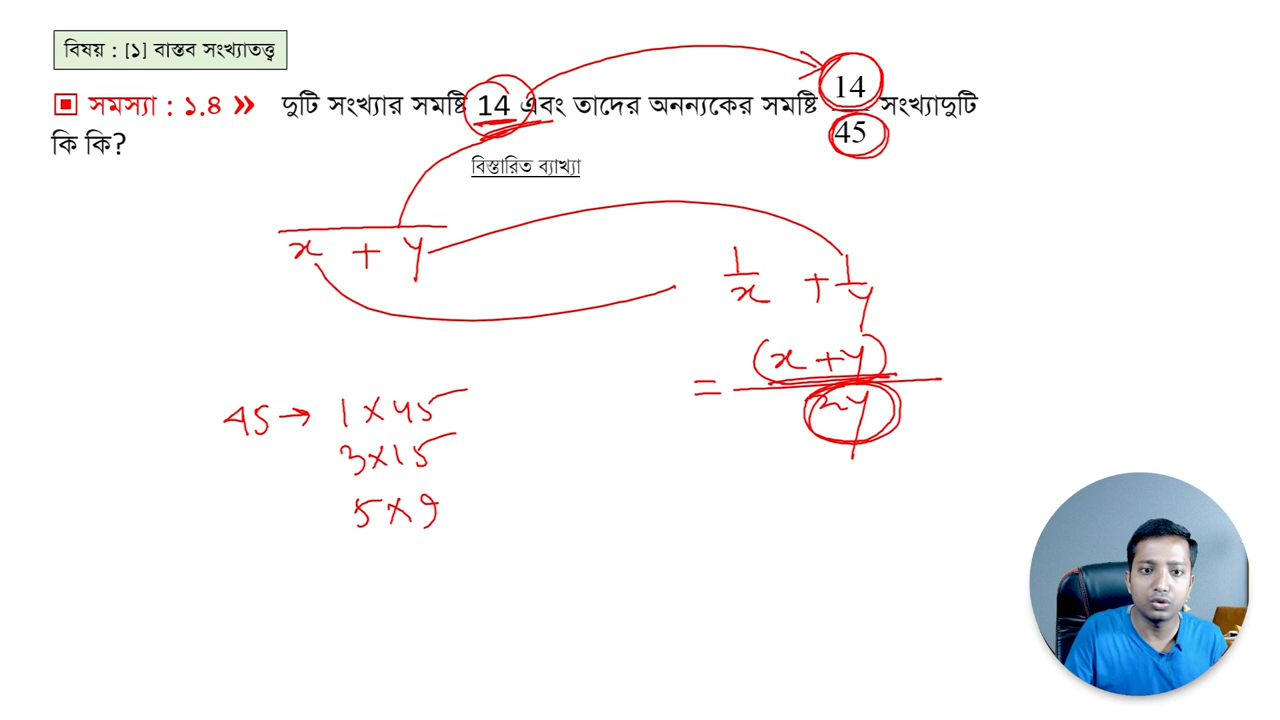 বিষয় : [১] বাস্তব সংখ্যাতত্ত্ব
সমস্যা : ১.৪ » দুটি সংখ্যার সমষ্টি 14 এবং তাদের অনন্যকের সমষ্টি 14/45 সংখ্যাদুটি
কি কি?
বিস্তারিত ব্যাখ্যা
x + y
1/x + 1/y
= (x + y)/xy
45 → 1 × 45
3 × 15
5 × 9